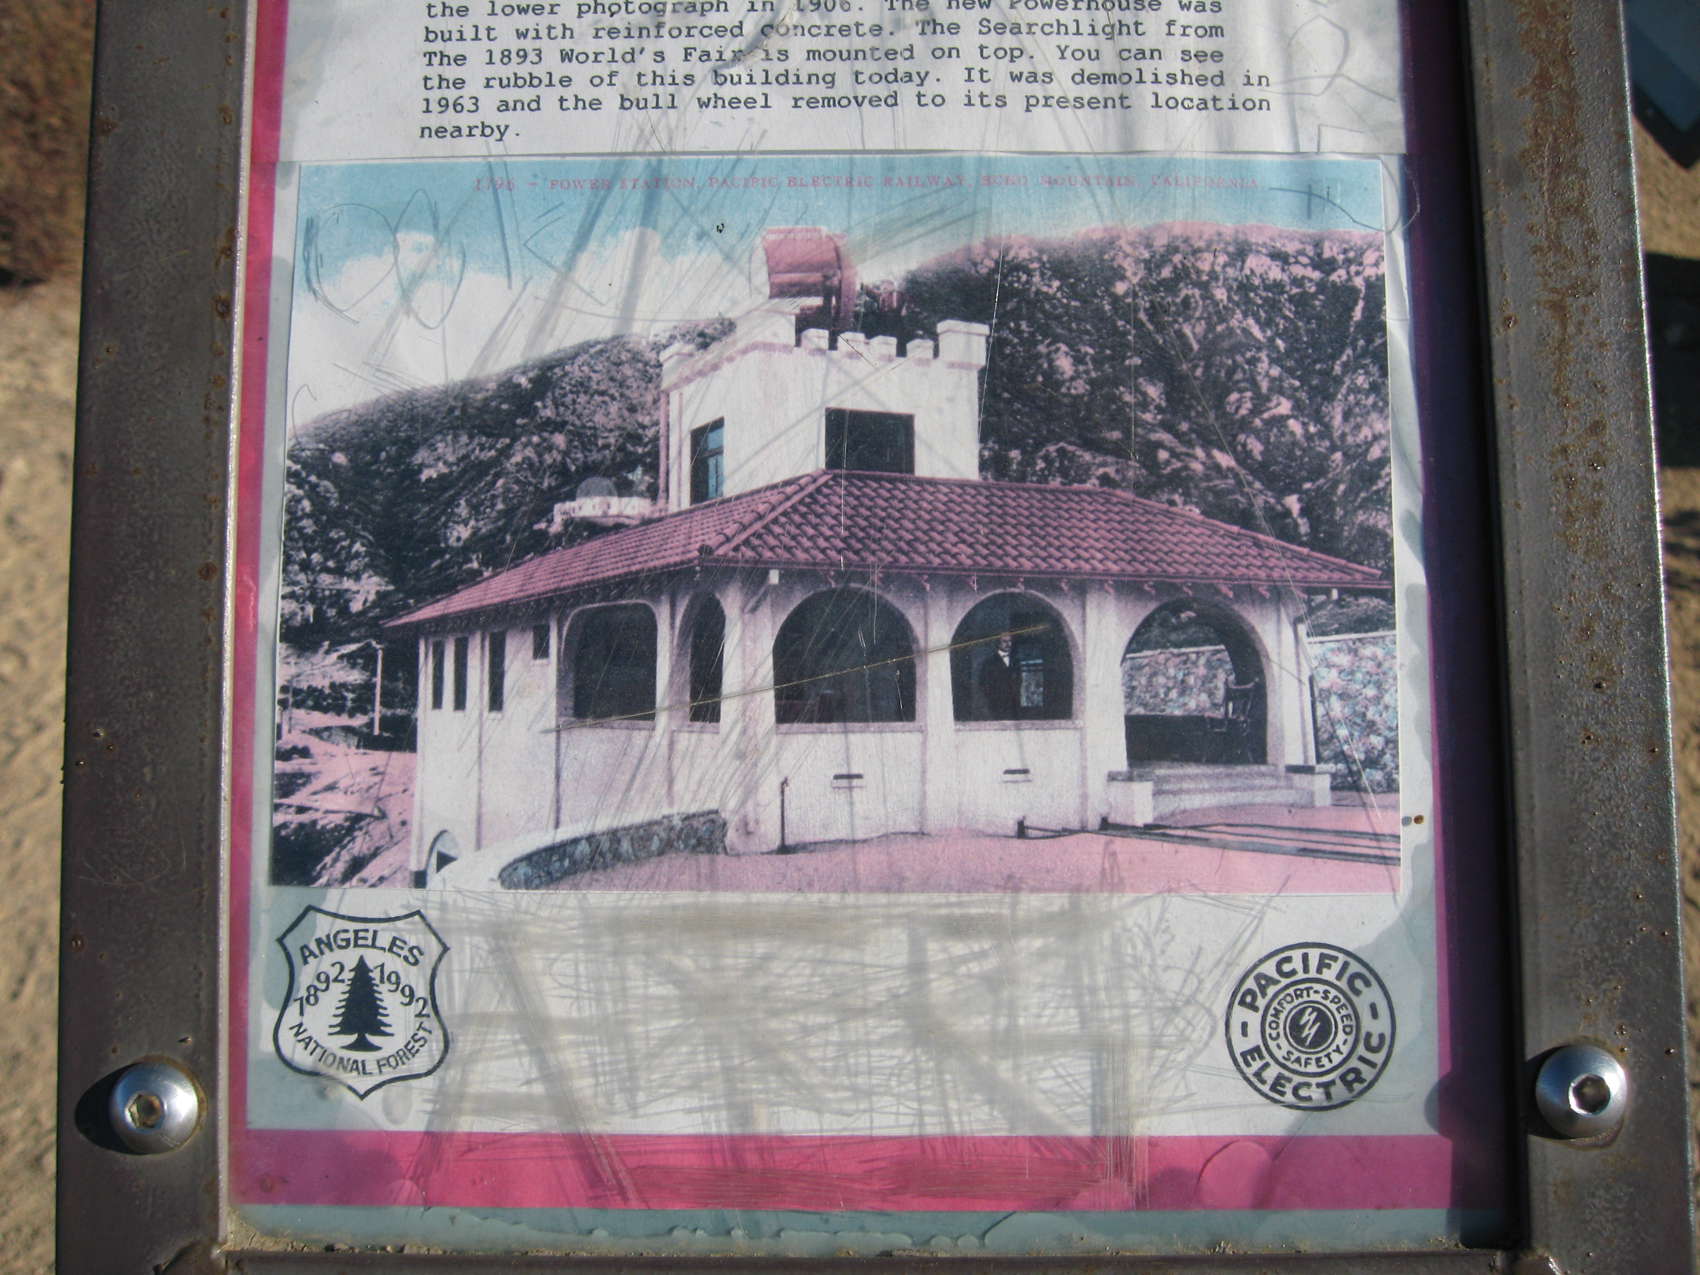 the lower photograph in 1906. The new Powerhouse was
built with reinforced concrete. The Searchlight from
The 1893 World's Fair is mounted on top. You can see
the rubble of this building today. It was demolished in
1963 and the bull wheel removed to its present location
nearby.
1796 - POWER STATION, PACIFIC ELECTRIC RAILWAY, ECHO MOUNTAIN, CALIFORNIA
ANGELES
1892 1992
NATIONAL FOREST
PACIFIC
COMFORT-SPEED
SAFETY
ELECTRIC